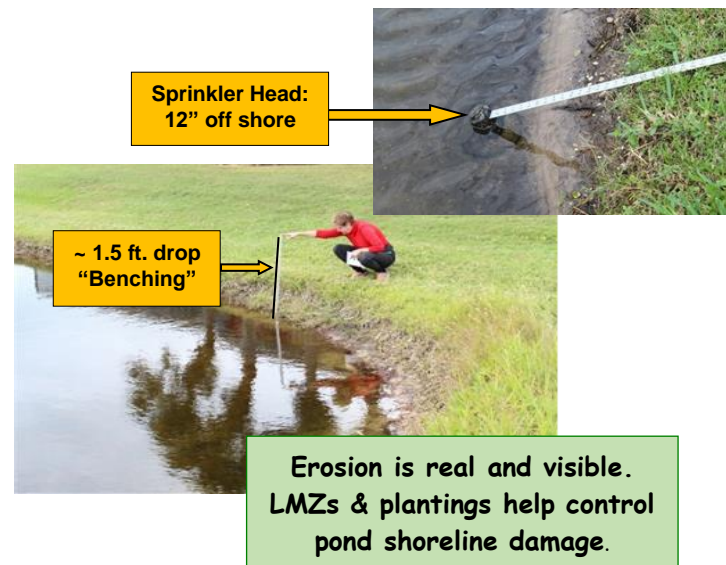 Sprinkler Head:
12” off shore
~ 1.5 ft. drop
“Benching”
Erosion is real and visible.
LMZs & plantings help control
pond shoreline damage.